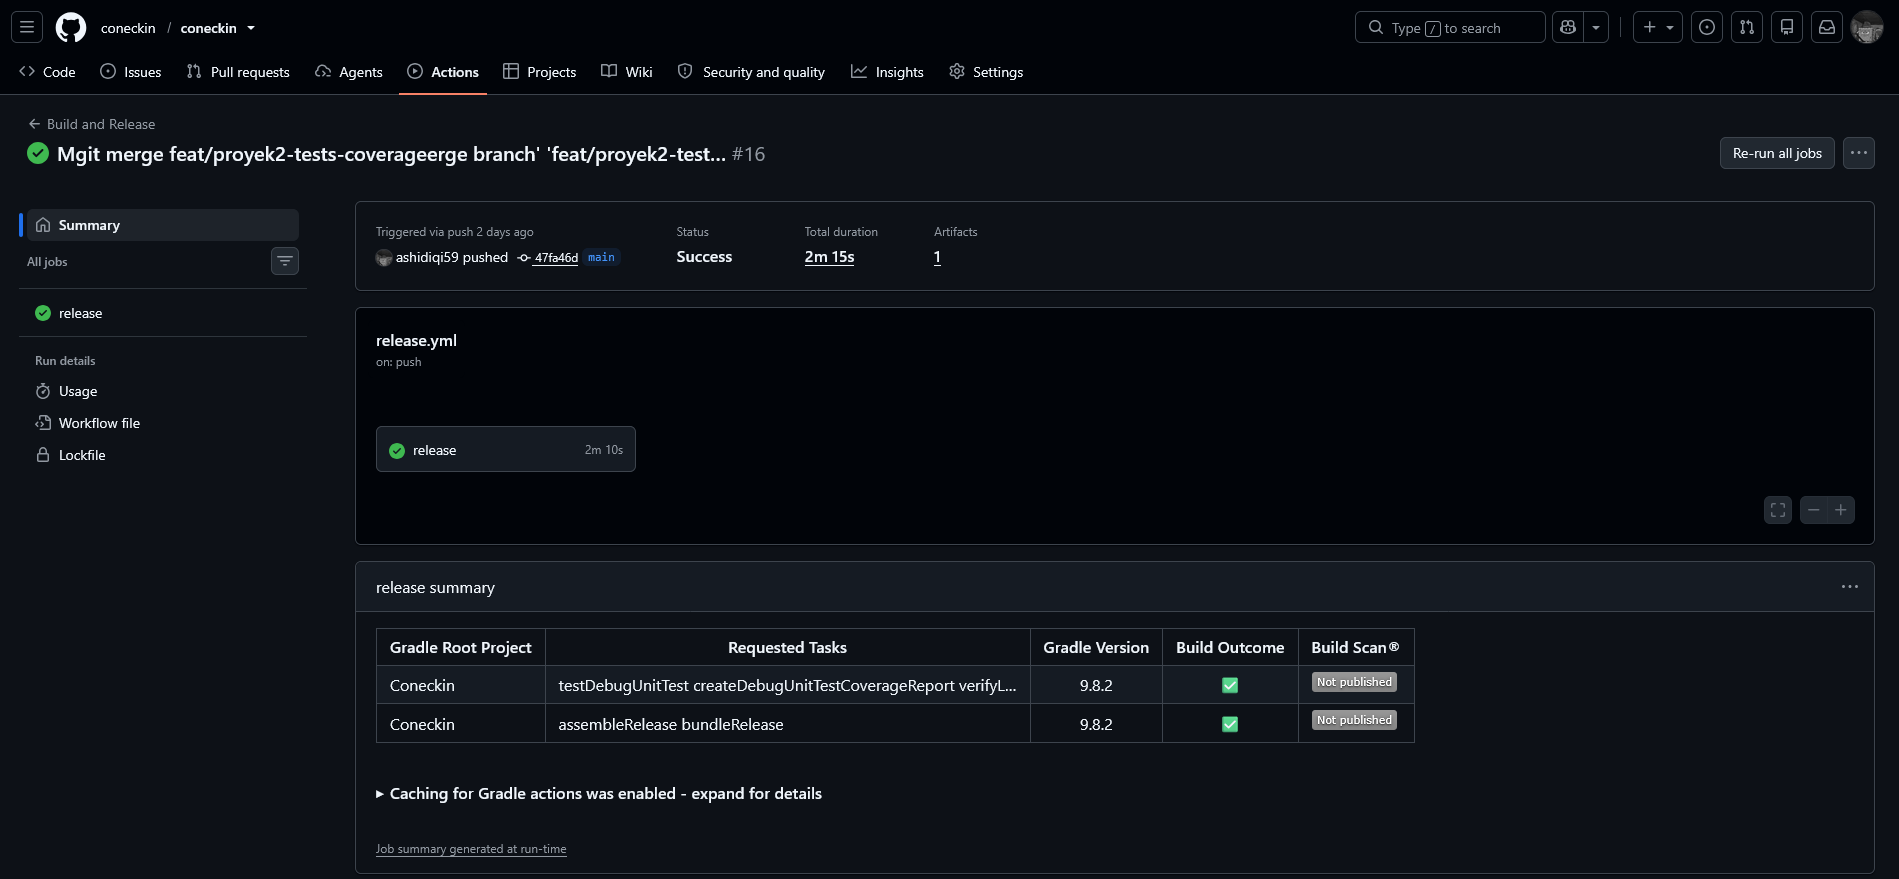 coneckin / coneckin
Type / to search
Code Issues Pull requests Agents Actions Projects Wiki Security and quality Insights Settings
Build and Release
Mgit merge feat/proyek2-tests-coverageerge branch' 'feat/proyek2-test... #16
Re-run all jobs
Summary
All jobs
release
Run details
Usage
Workflow file
Lockfile
Triggered via push 2 days ago
ashidiqi59 pushed 47fa46d main
Status
Success
Total duration
2m 15s
Artifacts
1
release.yml
on: push
release 2m 10s
release summary
Gradle Root Project Requested Tasks Gradle Version Build Outcome Build Scan®
Coneckin testDebugUnitTest createDebugUnitTestCoverageReport verifyL... 9.8.2 Not published
Coneckin assembleRelease bundleRelease 9.8.2 Not published
Caching for Gradle actions was enabled - expand for details
Job summary generated at run-time